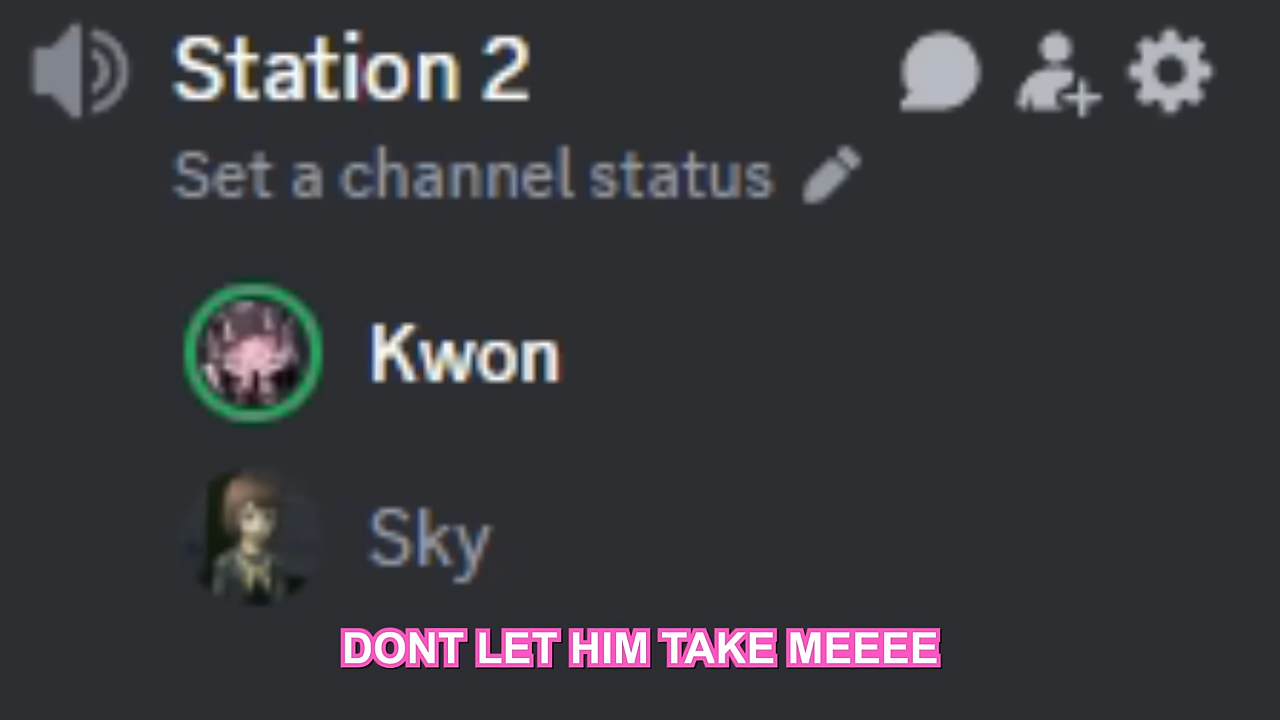 Station 2
Set a channel status
Kwon
Sky
DONT LET HIM TAKE MEEEE